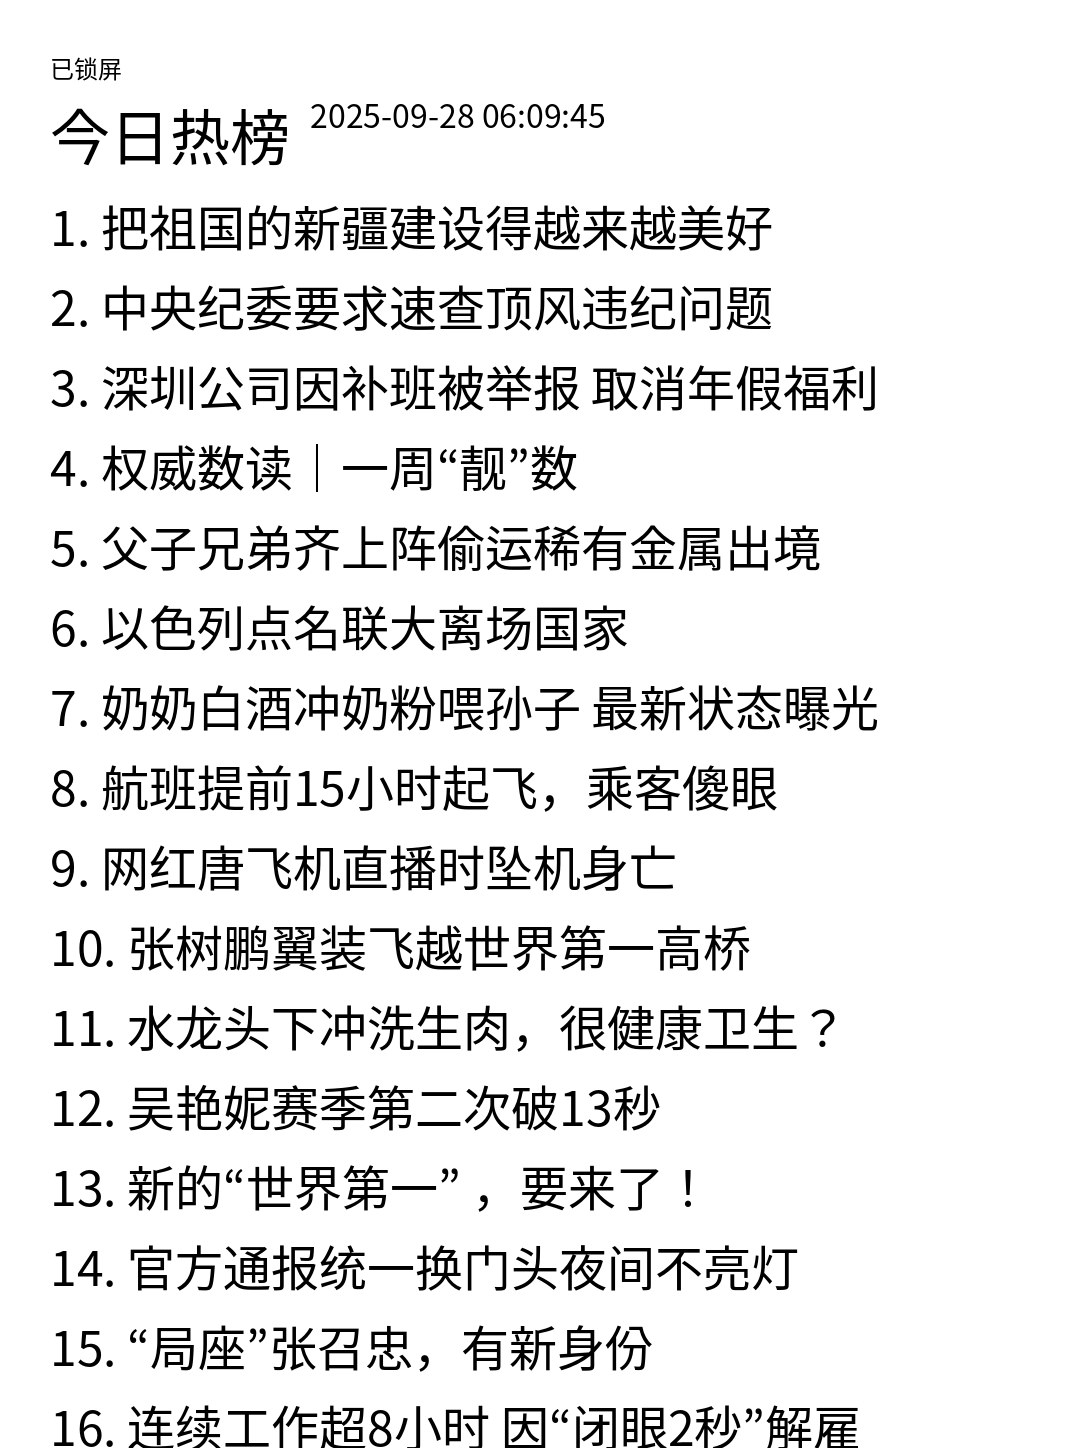 已锁屏
今日热榜 2025-09-28 06:09:45
1. 把祖国的新疆建设得越来越美好
2. 中央纪委要求速查顶风违纪问题
3. 深圳公司因补班被举报 取消年假福利
4. 权威数读｜一周“靓”数
5. 父子兄弟齐上阵偷运稀有金属出境
6. 以色列点名联大离场国家
7. 奶奶白酒冲奶粉喂孙子 最新状态曝光
8. 航班提前15小时起飞，乘客傻眼
9. 网红唐飞机直播时坠机身亡
10. 张树鹏翼装飞越世界第一高桥
11. 水龙头下冲洗生肉，很健康卫生？
12. 吴艳妮赛季第二次破13秒
13. 新的“世界第一” ，要来了！
14. 官方通报统一换门头夜间不亮灯
15. “局座”张召忠，有新身份
16. 连续工作超8小时 因“闭眼2秒”解雇